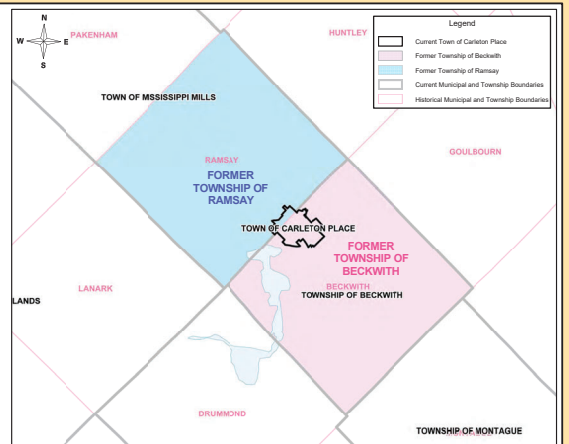 N
W E
S
PAKENHAM
HUNTLEY
Legend
Current Town of Carleton Place
Former Township of Beckwith
Former Township of Ramsay
Current Municipal and Township Boundaries
Historical Municipal and Township Boundaries
TOWN OF MSSISSIPPI MILLS
GOULBOURN
RAMSAY
FORMER
TOWNSHIP OF
RAMSAY
TOWN OF CARLETON PLACE
FORMER
TOWNSHIP OF
BECKWITH
BECKWITH
TOWNSHIP OF BECKWITH
LANARK
LANDS
DRUMMOND
TOWNSHIP OF MONTAGUE